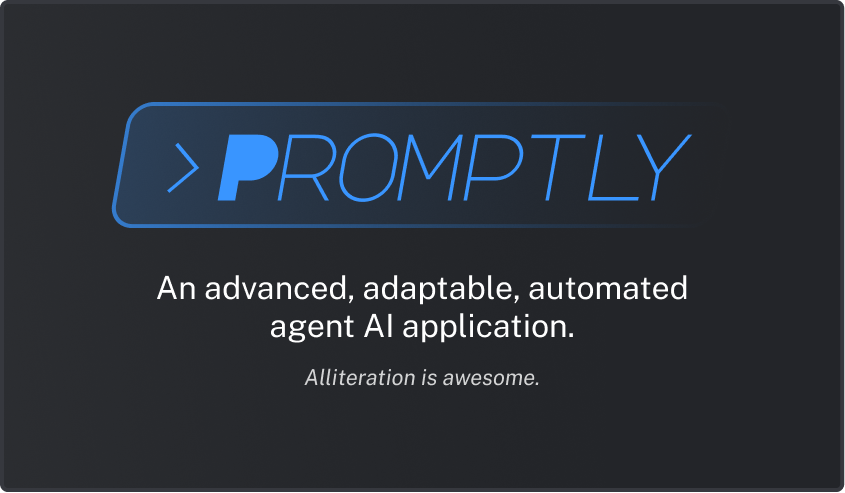 > PROMPTLY
An advanced, adaptable, automated
agent AI application.
Alliteration is awesome.